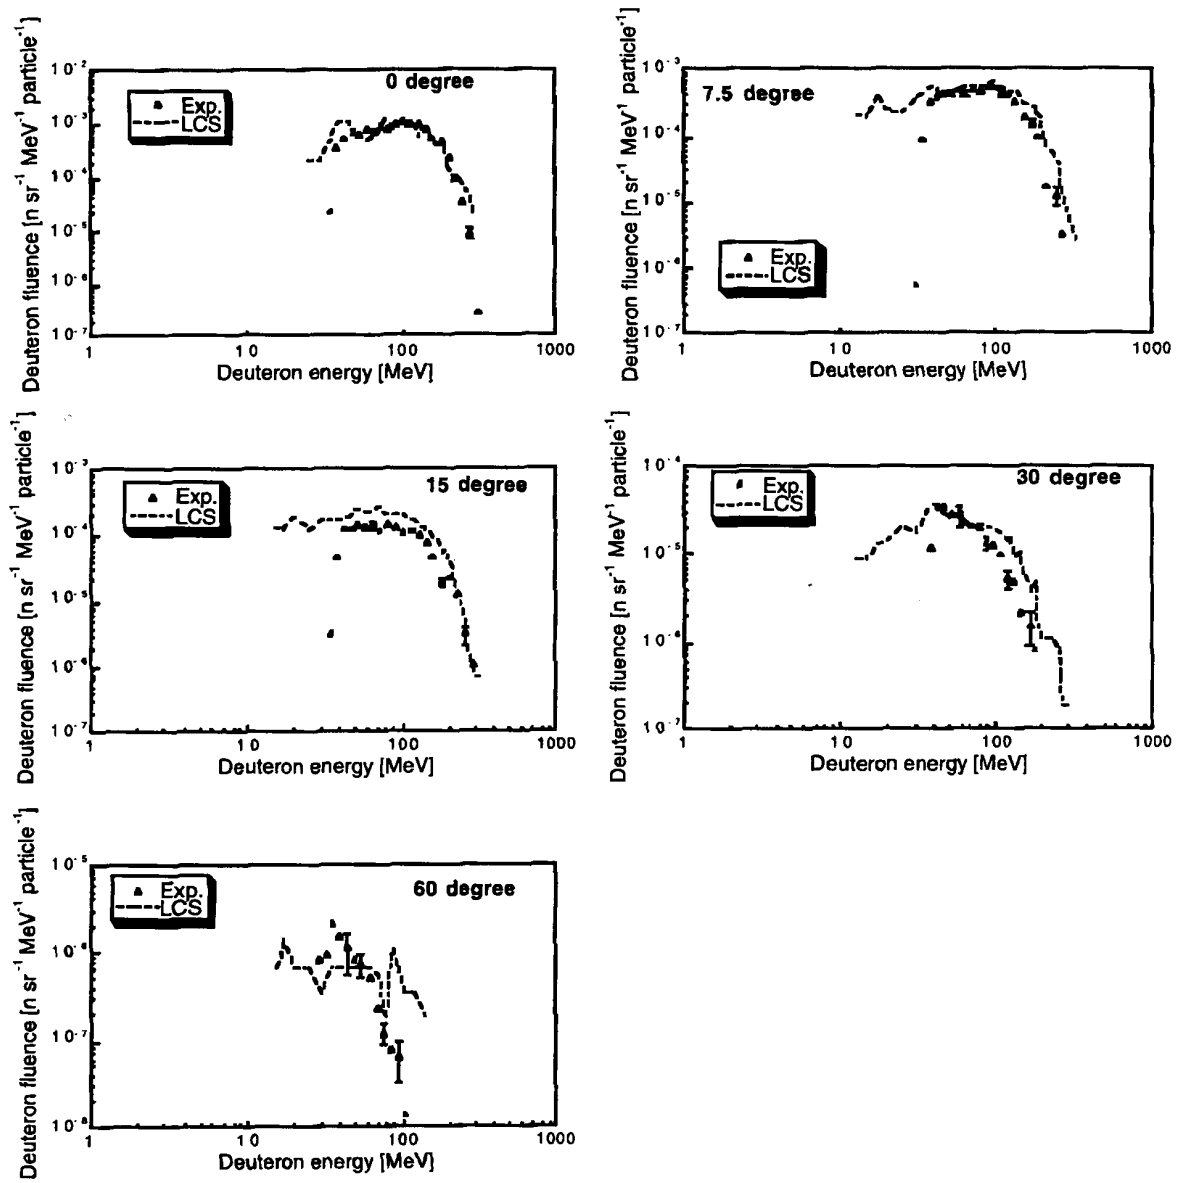 Deuteron fluence [n sr⁻¹ MeV⁻¹ particle⁻¹]
10⁻²
10⁻³
10⁻⁴
10⁻⁵
10⁻⁶
10⁻⁷
0 degree
Exp.
LCS
1
10
100
1000
Deuteron energy [MeV]
Deuteron fluence [n sr⁻¹ MeV⁻¹ particle⁻¹]
10⁻³
10⁻⁴
10⁻⁵
10⁻⁶
10⁻⁷
7.5 degree
Exp.
LCS
1
10
100
1000
Deuteron energy [MeV]
Deuteron fluence [n sr⁻¹ MeV⁻¹ particle⁻¹]
10⁻³
10⁻⁴
10⁻⁵
10⁻⁶
10⁻⁷
15 degree
Exp.
LCS
1
10
100
1000
Deuteron energy [MeV]
Deuteron fluence [n sr⁻¹ MeV⁻¹ particle⁻¹]
10⁻⁴
10⁻⁵
10⁻⁶
10⁻⁷
30 degree
Exp.
LCS
1
10
100
1000
Deuteron energy [MeV]
Deuteron fluence [n sr⁻¹ MeV⁻¹ particle⁻¹]
10⁻⁵
10⁻⁶
10⁻⁷
10⁻⁸
60 degree
Exp.
LCS
1
10
100
1000
Deuteron energy [MeV]